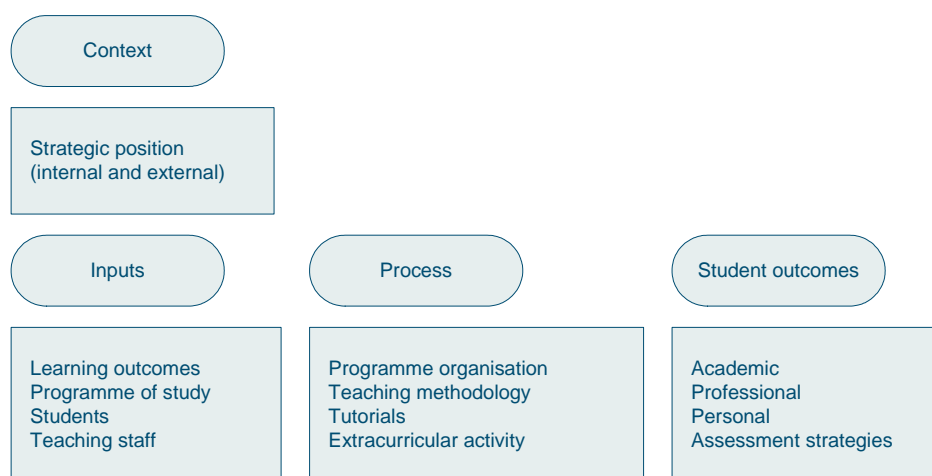 Context
Strategic position
(internal and external)
Inputs
Process
Student outcomes
Learning outcomes
Programme of study
Students
Teaching staff
Programme organisation
Teaching methodology
Tutorials
Extracurricular activity
Academic
Professional
Personal
Assessment strategies